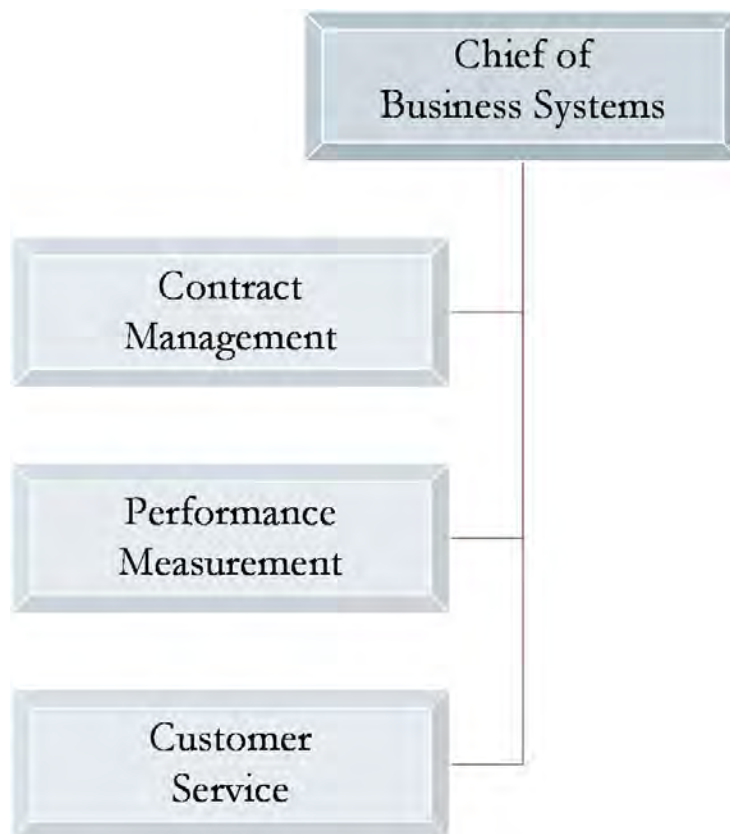 Chief of
Business Systems
Contract
Management
Performance
Measurement
Customer
Service